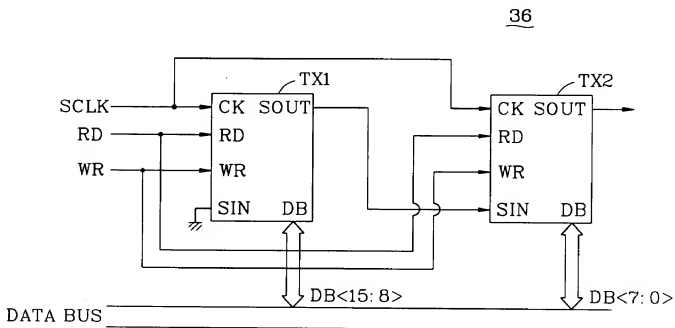 36
TX1
TX2
SCLK
CK SOUT
CK SOUT
RD
RD
RD
WR
WR
WR
SIN DB
SIN DB
DB<15:8>
DB<7:0>
DATA BUS